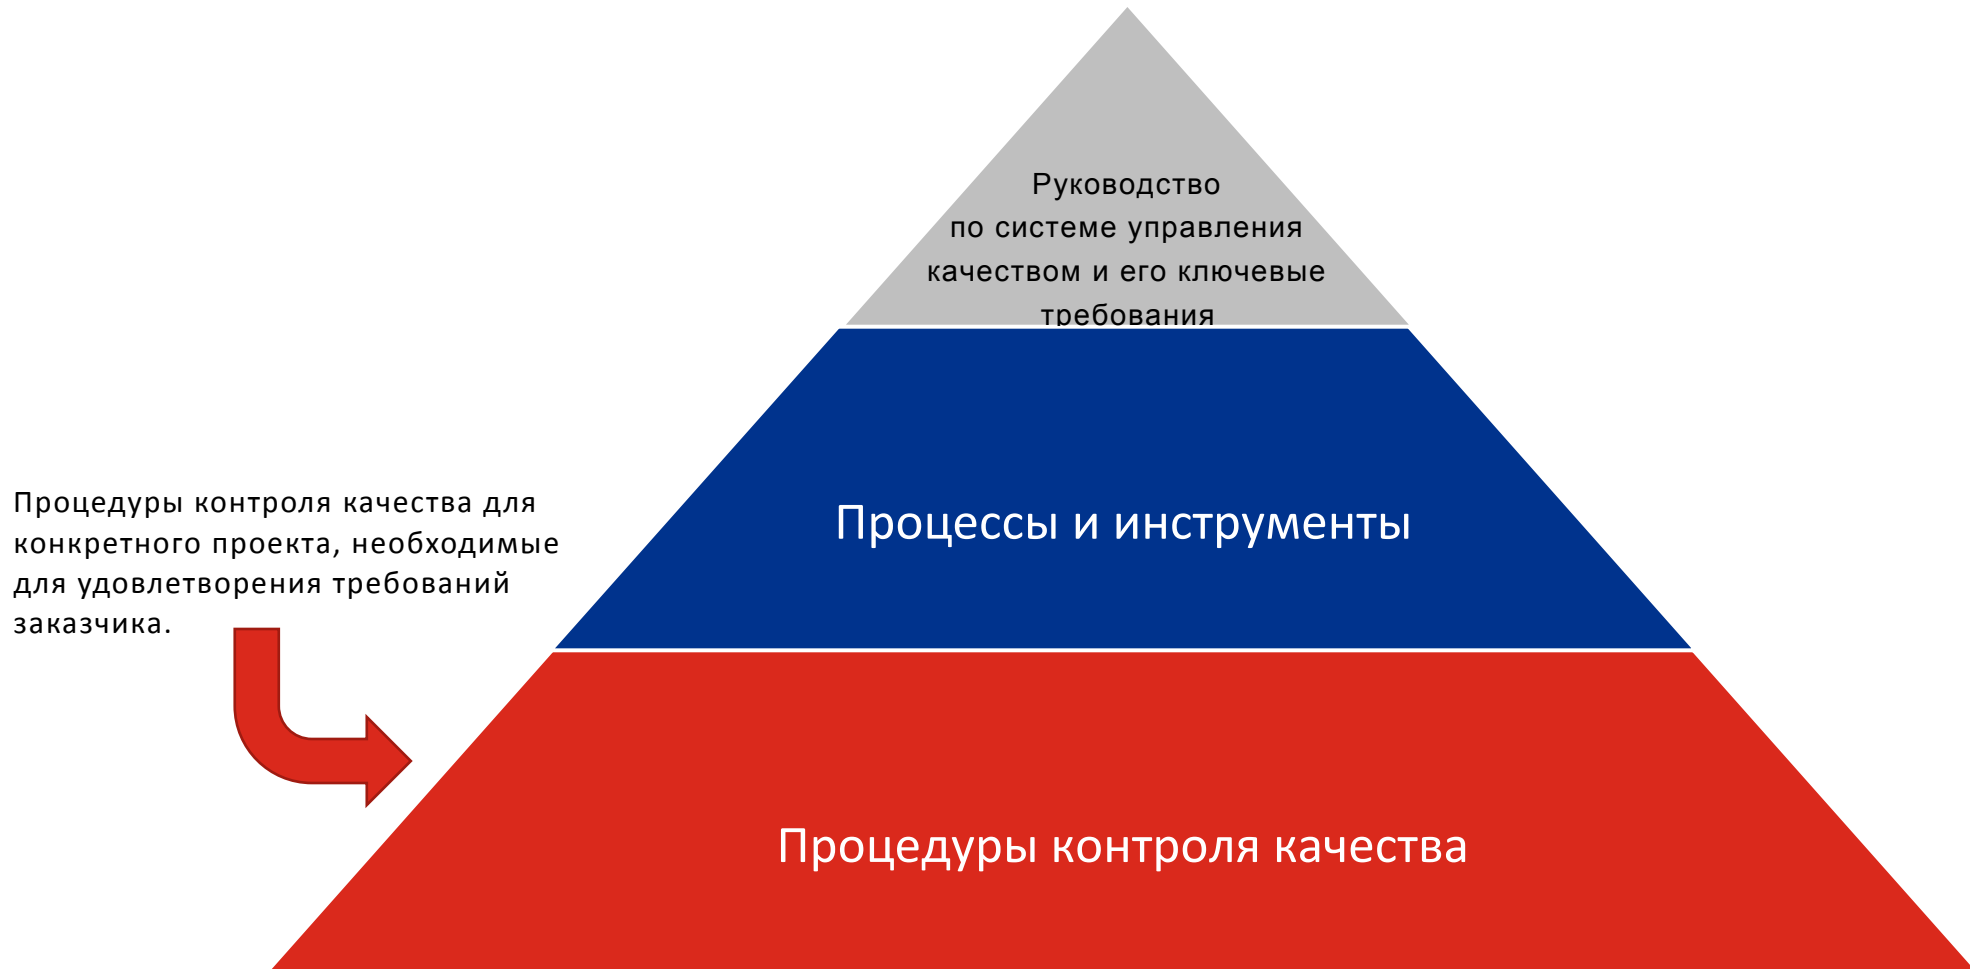 Руководство
по системе управления
качеством и его ключевые
требования
Процессы и инструменты
Процедуры контроля качества для
конкретного проекта, необходимые
для удовлетворения требований
заказчика.
Процедуры контроля качества